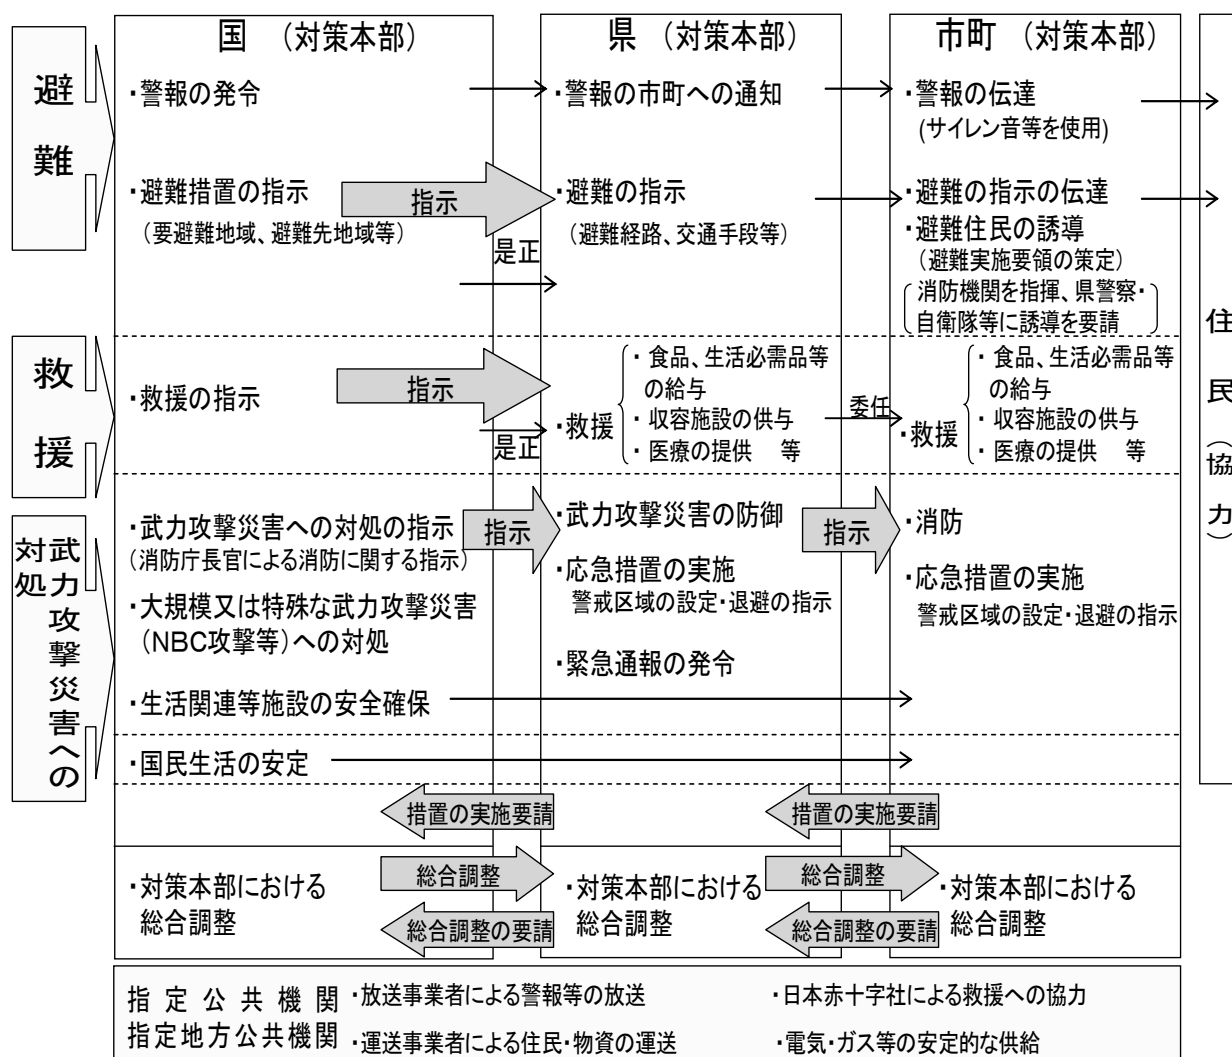 避難
国 (対策本部)
・警報の発令
・避難措置の指示
(要避難地域、避難先地域等)
指示
是正
県 (対策本部)
・警報の市町への通知
・避難の指示
(避難経路、交通手段等)
市町 (対策本部)
・警報の伝達
(サイレン音等を使用)
・避難の指示の伝達
・避難住民の誘導
(避難実施要領の策定)
消防機関を指揮、県警察・
自衛隊等に誘導を要請
救援
・救援の指示
指示
是正
・救援
・食品、生活必需品等
の給与
・収容施設の供与
・医療の提供 等
委任
・救援
・食品、生活必需品等
の給与
・収容施設の供与
・医療の提供 等
武力攻撃災害への
対処
・武力攻撃災害への対処の指示
(消防庁長官による消防に関する指示)
・大規模又は特殊な武力攻撃災害
(NBC攻撃等)への対処
・生活関連等施設の安全確保
指示
・武力攻撃災害の防御
・応急措置の実施
警戒区域の設定・退避の指示
・緊急通報の発令
指示
・消防
・応急措置の実施
警戒区域の設定・退避の指示
・国民生活の安定
措置の実施要請
措置の実施要請
・対策本部における
総合調整
総合調整
総合調整の要請
・対策本部における
総合調整
総合調整
総合調整の要請
・対策本部における
総合調整
住民(協力)
指定公共機関
指定地方公共機関
・放送事業者による警報等の放送
・日本赤十字社による救援への協力
・運送事業者による住民・物資の運送
・電気・ガス等の安定的な供給